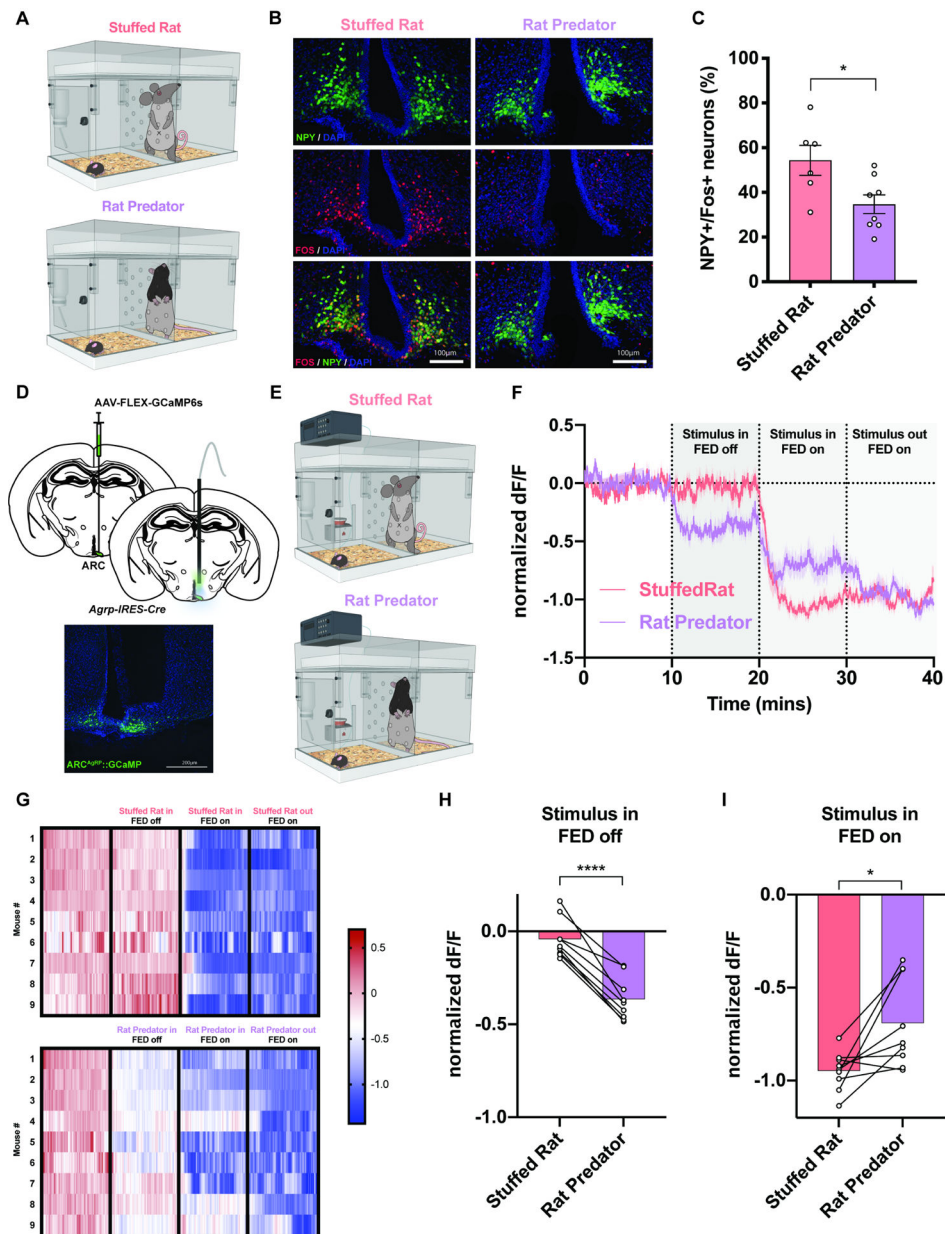 A
Stuffed Rat
Rat Predator
B
Stuffed Rat
Rat Predator
NPY / DAPI
FOS / DAPI
FOS / NPY / DAPI
100µm
100µm
C
NPY+/Fos+ neurons (%)
100
80
60
40
20
0
*
Stuffed Rat
Rat Predator
D
AAV-FLEX-GCaMP6s
ARC
Agrp-IRES-Cre
ARCᴬᵍᴿᴾ::GCaMP
200µm
E
Stuffed Rat
Rat Predator
F
normalized dF/F
0.5
0.0
-0.5
-1.0
-1.5
Stimulus in
FED off
Stimulus in
FED on
Stimulus out
FED on
StuffedRat
Rat Predator
0
10
20
30
40
Time (mins)
G
Stuffed Rat in
FED off
Stuffed Rat in
FED on
Stuffed Rat out
FED on
Mouse #
1
2
3
4
5
6
7
8
9
Rat Predator in
FED off
Rat Predator in
FED on
Rat Predator out
FED on
Mouse #
1
2
3
4
5
6
7
8
9
0.5
0
-0.5
-1.0
H
Stimulus in
FED off
****
normalized dF/F
0.0
-0.5
-1.0
Stuffed Rat
Rat Predator
I
Stimulus in
FED on
*
normalized dF/F
0.0
-0.5
-1.0
Stuffed Rat
Rat Predator